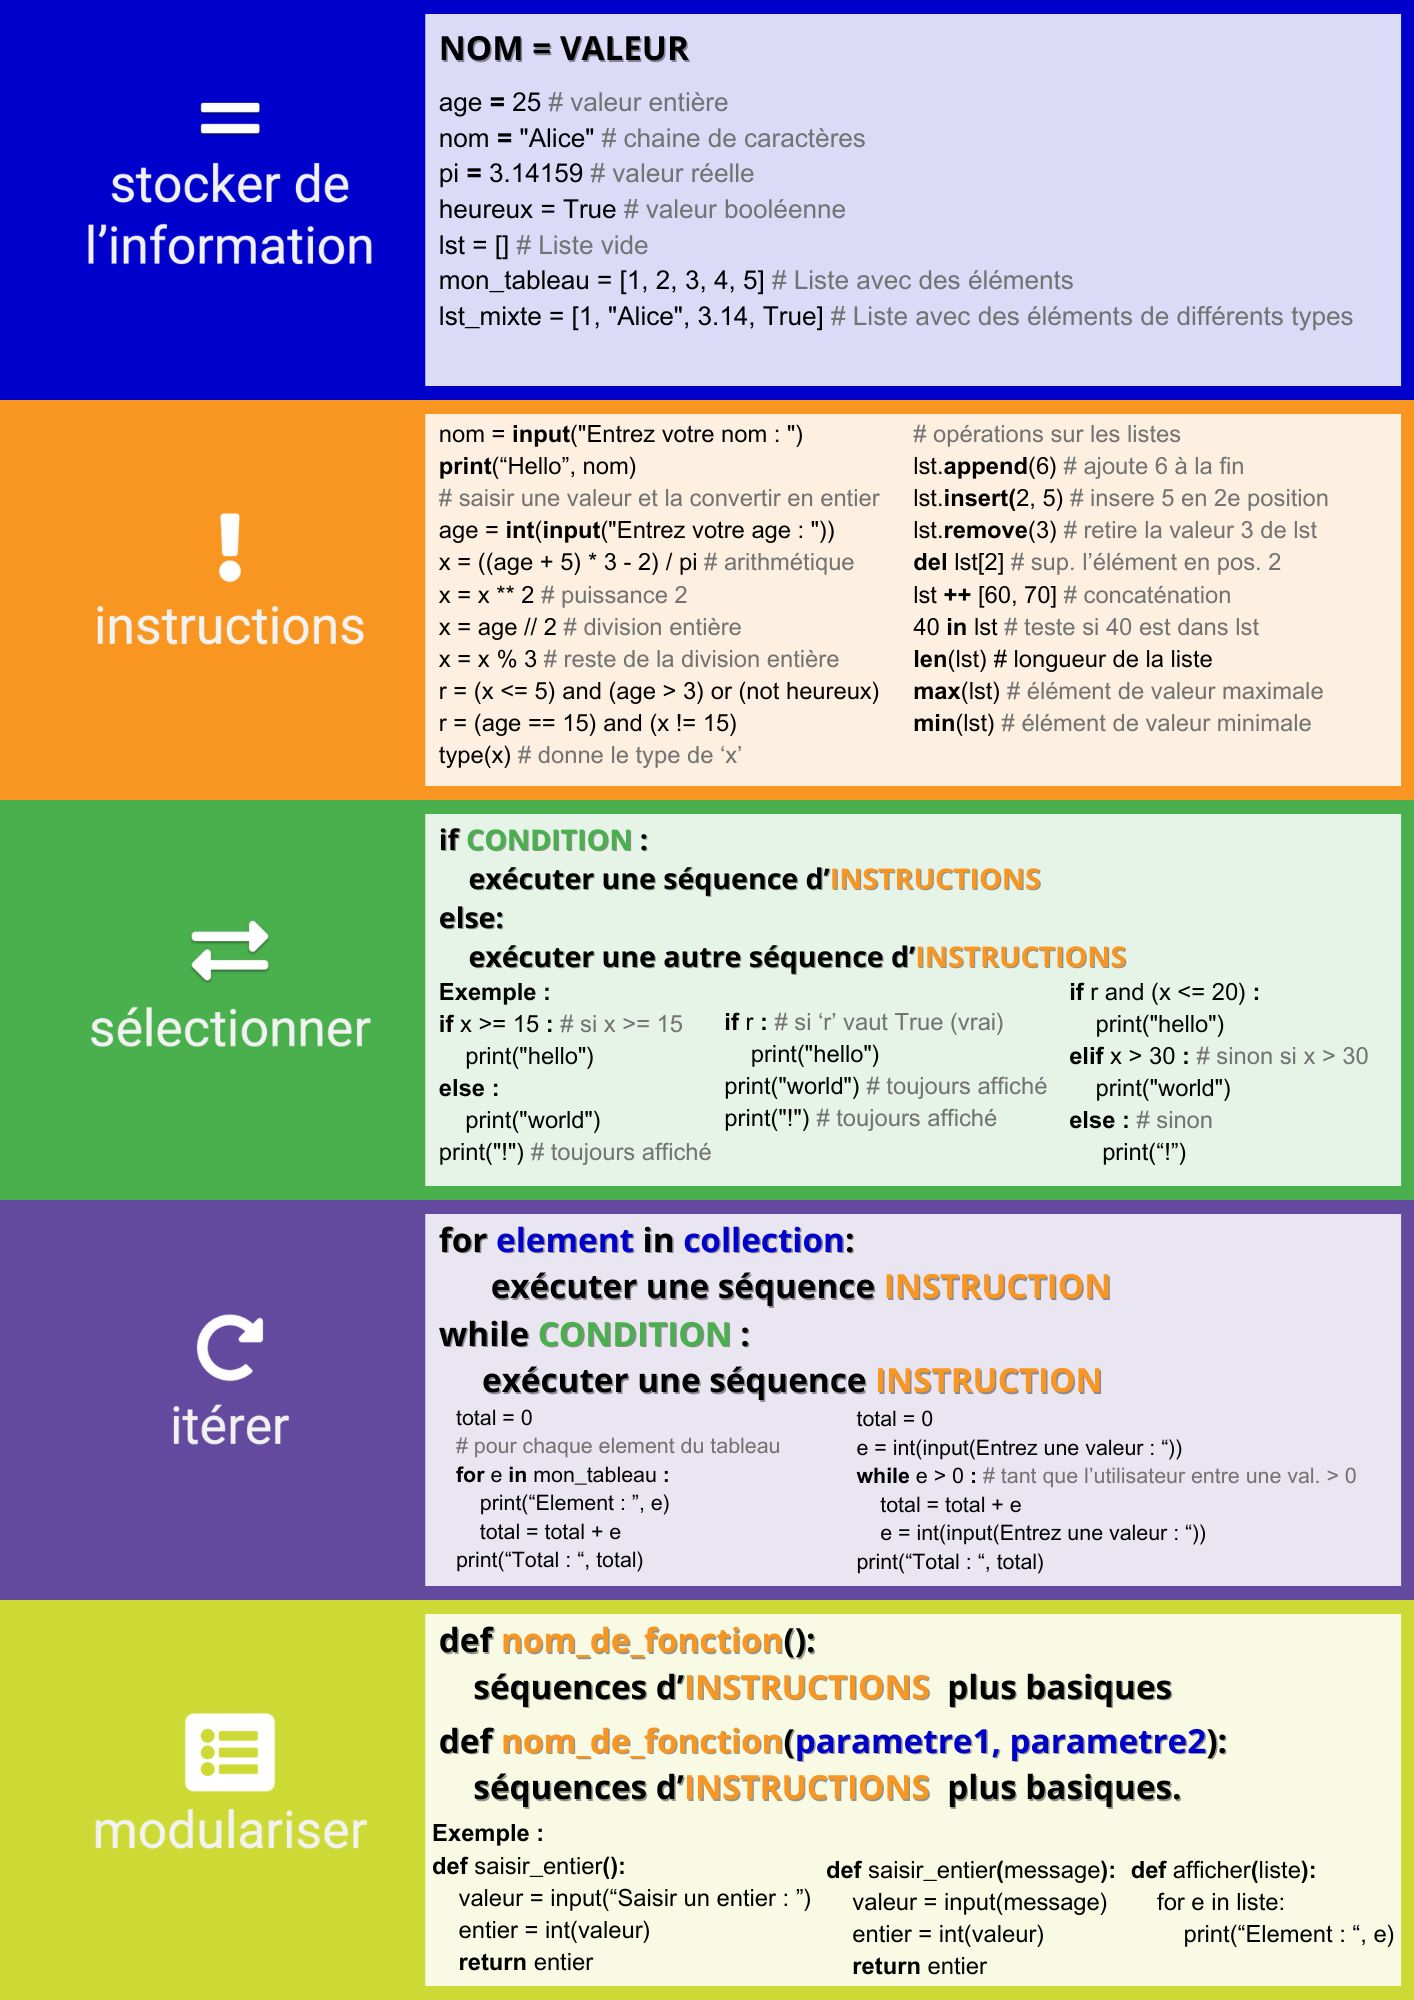 stocker de
l’information
NOM = VALEUR
age = 25 # valeur entière
nom = "Alice" # chaine de caractères
pi = 3.14159 # valeur réelle
heureux = True # valeur booléenne
lst = [] # Liste vide
mon_tableau = [1, 2, 3, 4, 5] # Liste avec des éléments
lst_mixte = [1, "Alice", 3.14, True] # Liste avec des éléments de différents types
instructions
nom = input("Entrez votre nom : ")
print(“Hello”, nom)
# saisir une valeur et la convertir en entier
age = int(input("Entrez votre age : "))
x = ((age + 5) * 3 - 2) / pi # arithmétique
x = x ** 2 # puissance 2
x = age // 2 # division entière
x = x % 3 # reste de la division entière
r = (x <= 5) and (age > 3) or (not heureux)
r = (age == 15) and (x != 15)
type(x) # donne le type de ‘x’
# opérations sur les listes
lst.append(6) # ajoute 6 à la fin
lst.insert(2, 5) # insere 5 en 2e position
lst.remove(3) # retire la valeur 3 de lst
del lst[2] # sup. l’élément en pos. 2
lst ++ [60, 70] # concaténation
40 in lst # teste si 40 est dans lst
len(lst) # longueur de la liste
max(lst) # élément de valeur maximale
min(lst) # élément de valeur minimale
sélectionner
if CONDITION :
exécuter une séquence d’INSTRUCTIONS
else:
exécuter une autre séquence d’INSTRUCTIONS
Exemple :
if x >= 15 : # si x >= 15
print("hello")
else :
print("world")
print("!") # toujours affiché
if r : # si ‘r’ vaut True (vrai)
print("hello")
print("world") # toujours affiché
print("!") # toujours affiché
if r and (x <= 20) :
print("hello")
elif x > 30 : # sinon si x > 30
print("world")
else : # sinon
print(“!”)
itérer
for element in collection:
exécuter une séquence INSTRUCTION
while CONDITION :
exécuter une séquence INSTRUCTION
total = 0
# pour chaque element du tableau
for e in mon_tableau :
print(“Element : ”, e)
total = total + e
print(“Total : “, total)
total = 0
e = int(input(Entrez une valeur : “))
while e > 0 : # tant que l’utilisateur entre une val. > 0
total = total + e
e = int(input(Entrez une valeur : “))
print(“Total : “, total)
modulariser
def nom_de_fonction():
séquences d’INSTRUCTIONS plus basiques
def nom_de_fonction(parametre1, parametre2):
séquences d’INSTRUCTIONS plus basiques.
Exemple :
def saisir_entier():
valeur = input(“Saisir un entier : ”)
entier = int(valeur)
return entier
def saisir_entier(message):
valeur = input(message)
entier = int(valeur)
return entier
def afficher(liste):
for e in liste:
print(“Element : “, e)